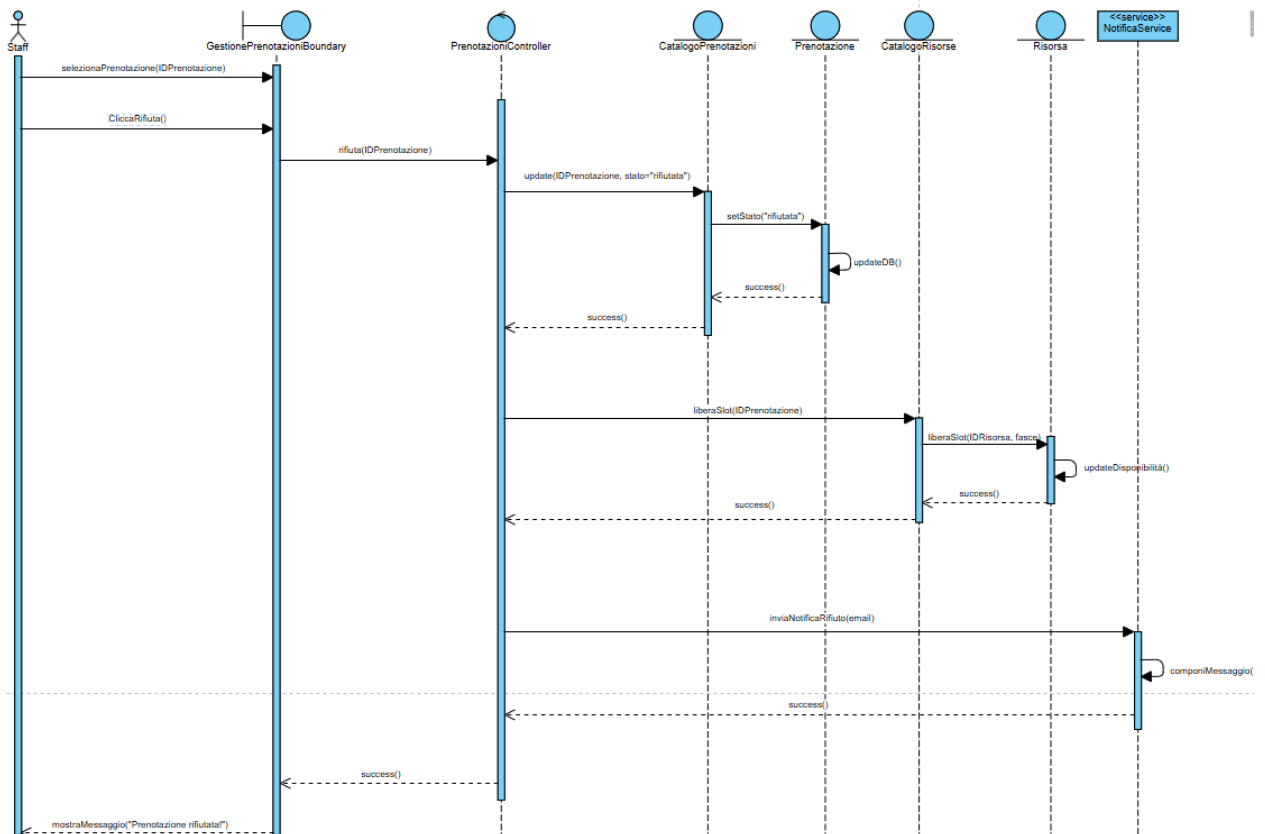 Staff
GestionePrenotazioniBoundary
PrenotazioniController
CatalogoPrenotazioni
Prenotazione
CatalogoRisorse
Risorsa
<<service>>
NotificaService
selezionaPrenotazione(IDPrenotazione)
CliccaRifiuta()
rifiuta(IDPrenotazione)
update(IDPrenotazione, stato="rifiutata")
setStato("rifiutata")
updateDB()
success()
success()
liberaSlot(IDPrenotazione)
liberaSlot(IDRisorsa, fasce)
updateDisponibilità()
success()
success()
inviaNotificaRifiuto(email)
componiMessaggio(
success()
success()
mostraMessaggio("Prenotazione rifiutata!")